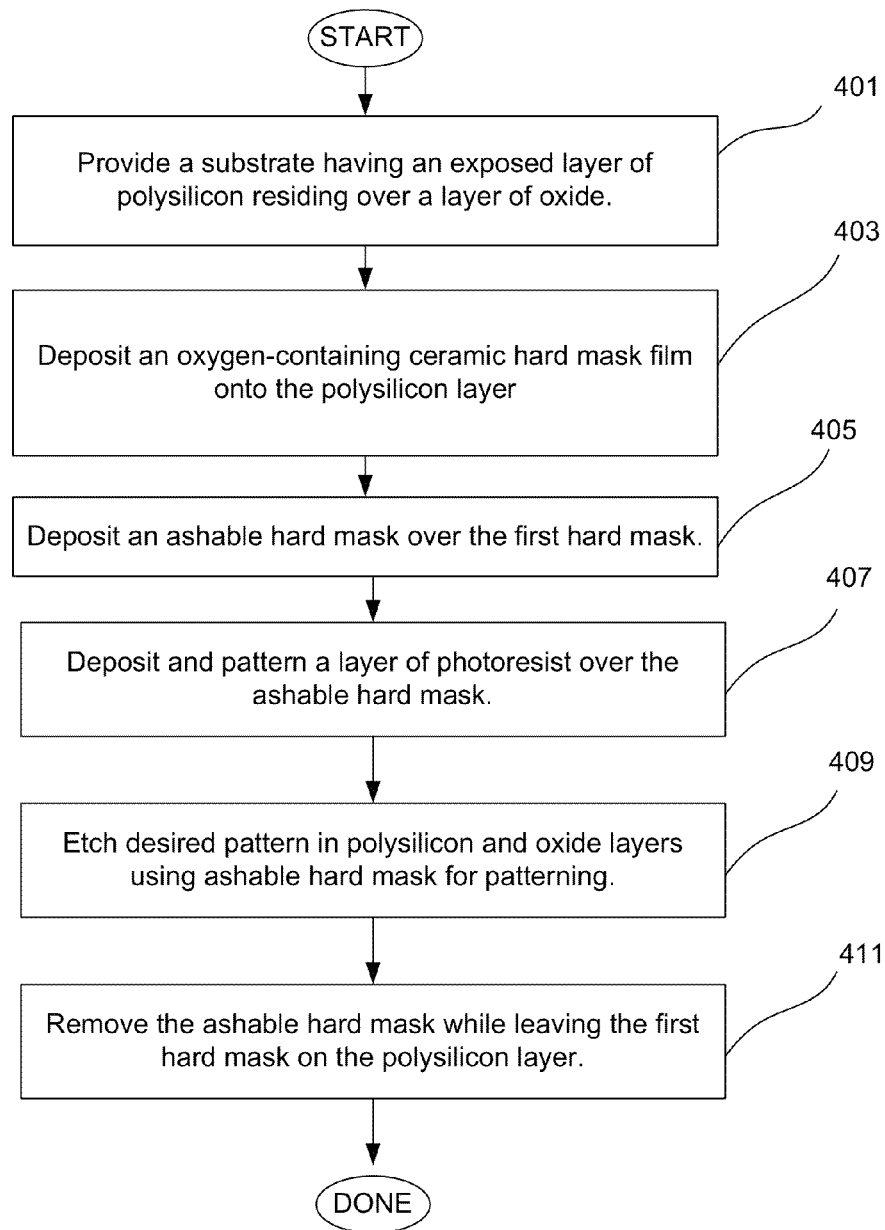 START
401
Provide a substrate having an exposed layer of
polysilicon residing over a layer of oxide.
403
Deposit an oxygen-containing ceramic hard mask film
onto the polysilicon layer
405
Deposit an ashable hard mask over the first hard mask.
407
Deposit and pattern a layer of photoresist over the
ashable hard mask.
409
Etch desired pattern in polysilicon and oxide layers
using ashable hard mask for patterning.
411
Remove the ashable hard mask while leaving the first
hard mask on the polysilicon layer.
DONE